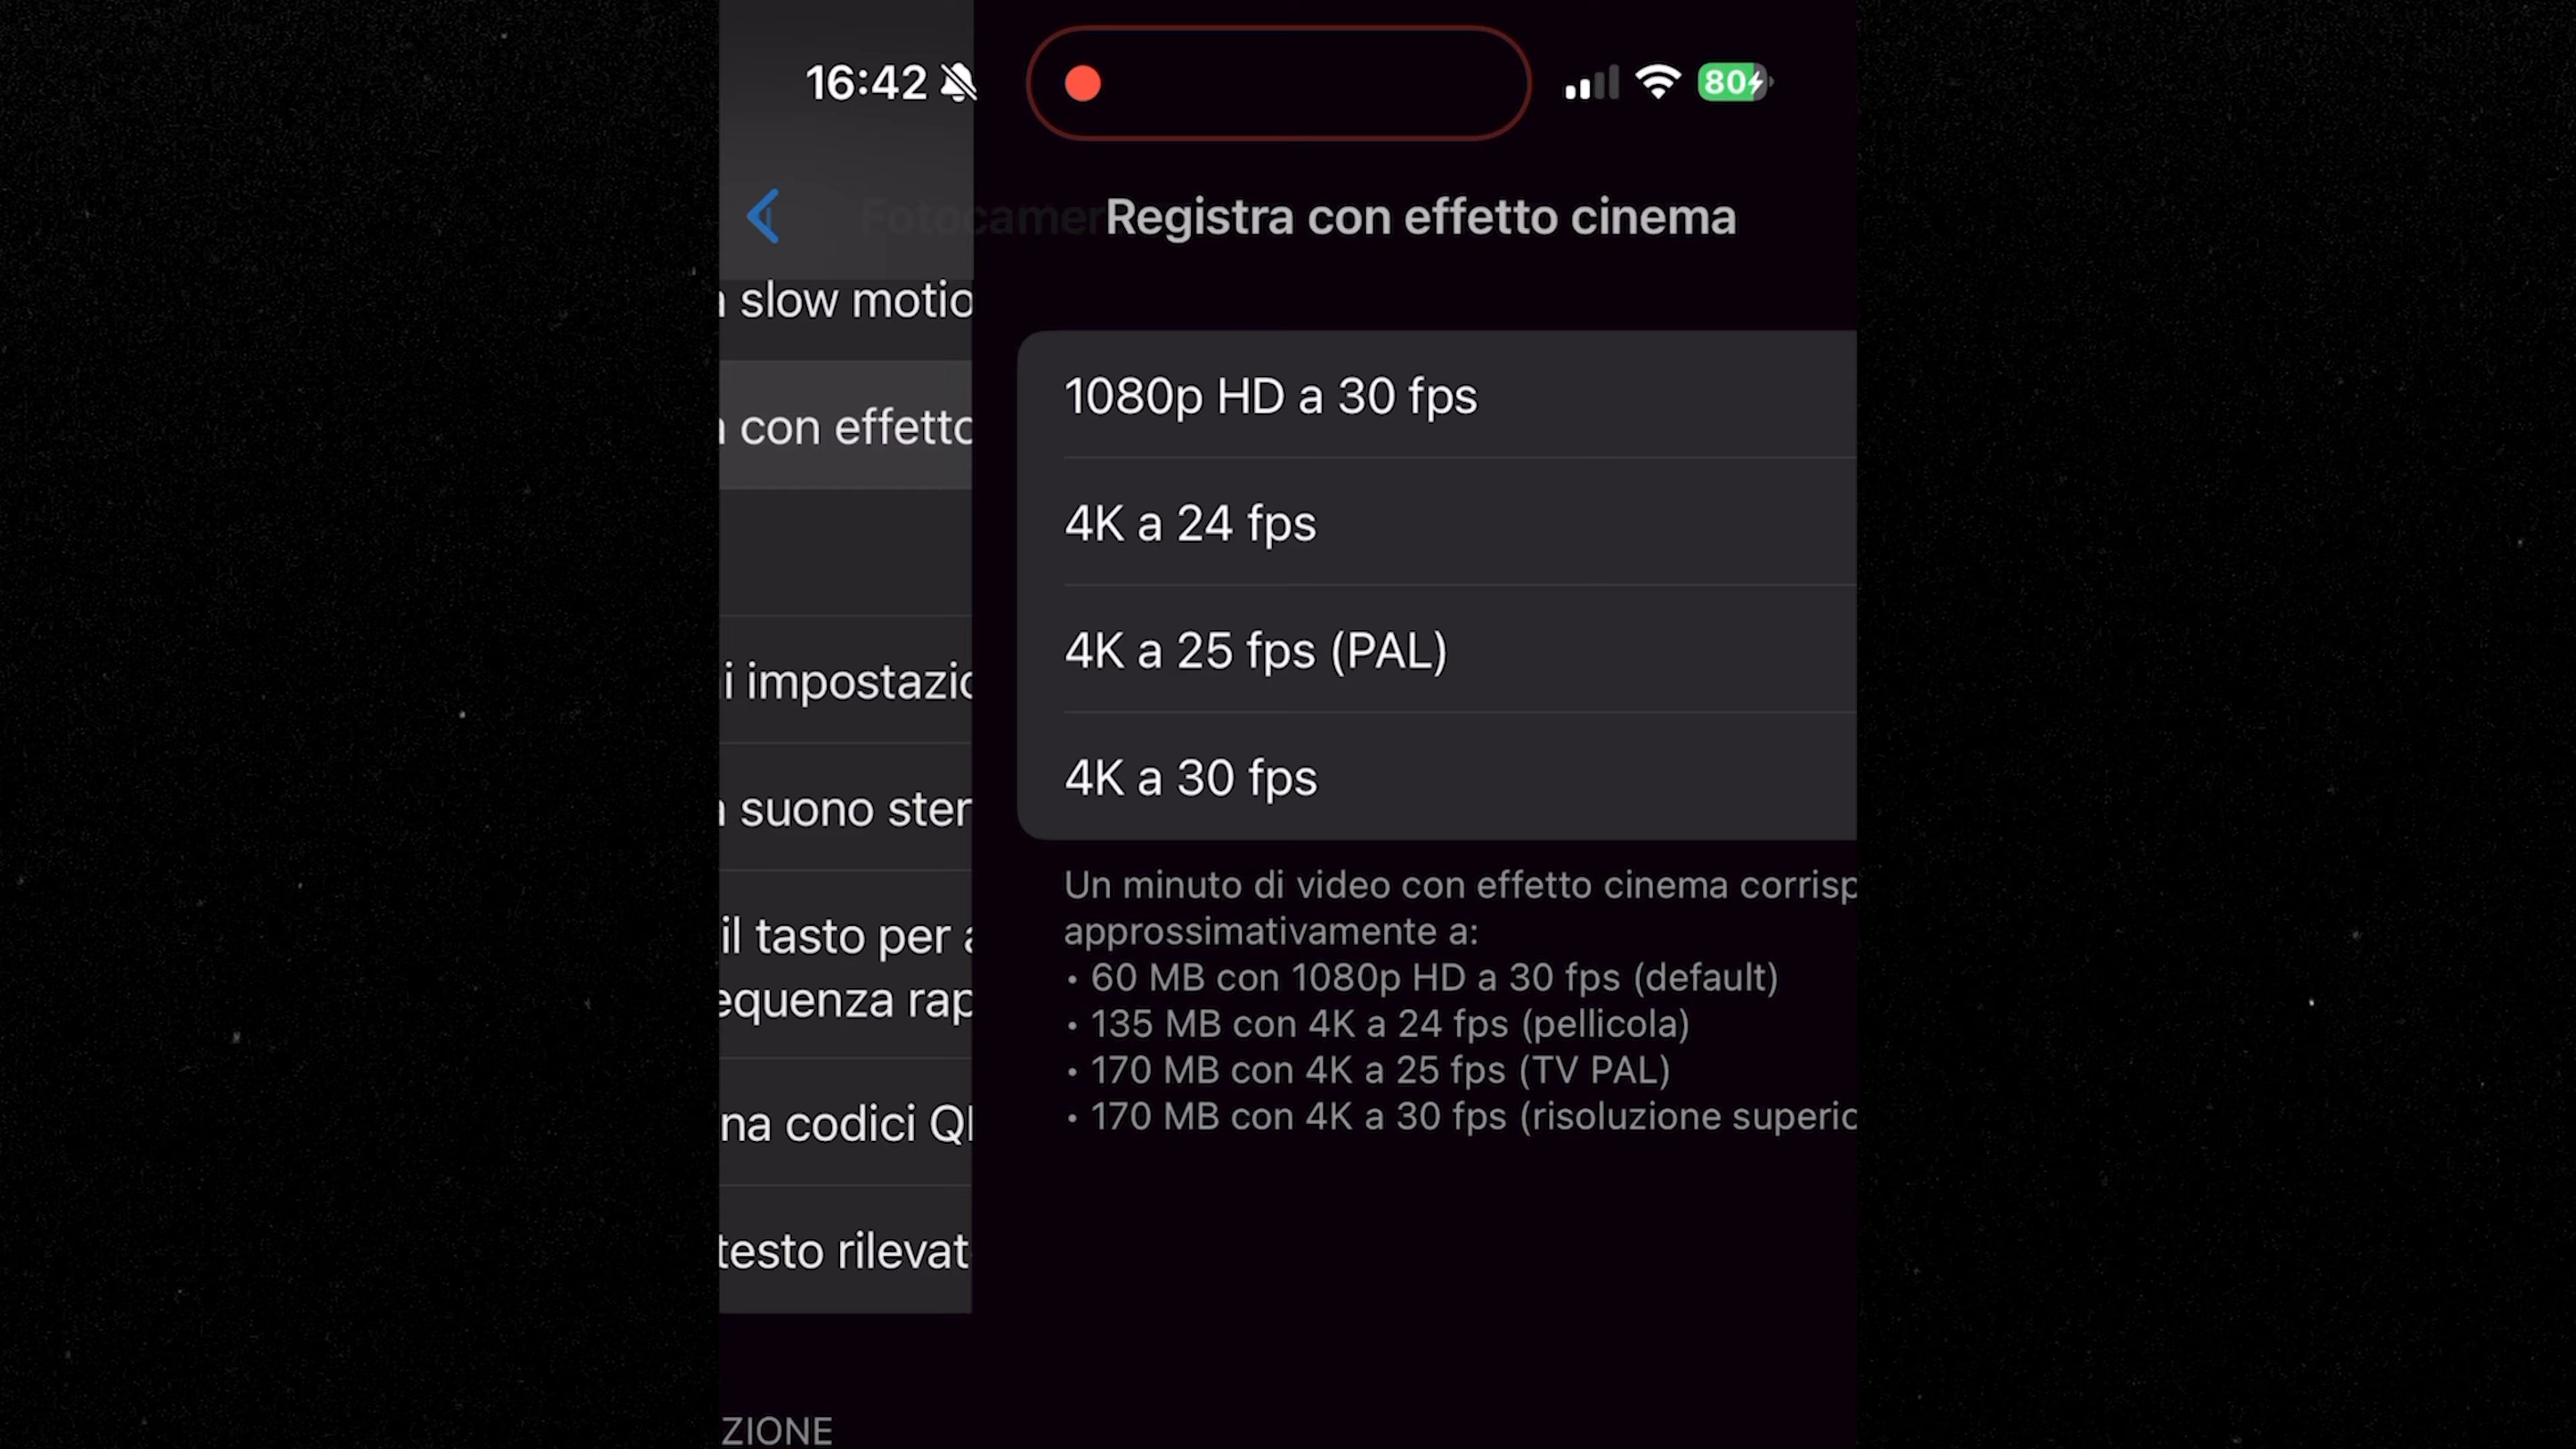 16:42
80
Fotocamer
Registra con effetto cinema
slow motio
con effetto
i impostazio
suono ster
il tasto per a
equenza rap
na codici Q
testo rilevat
ZIONE
1080p HD a 30 fps
4K a 24 fps
4K a 25 fps (PAL)
4K a 30 fps
Un minuto di video con effetto cinema corrisp
approssimativamente a:
• 60 MB con 1080p HD a 30 fps (default)
• 135 MB con 4K a 24 fps (pellicola)
• 170 MB con 4K a 25 fps (TV PAL)
• 170 MB con 4K a 30 fps (risoluzione superio